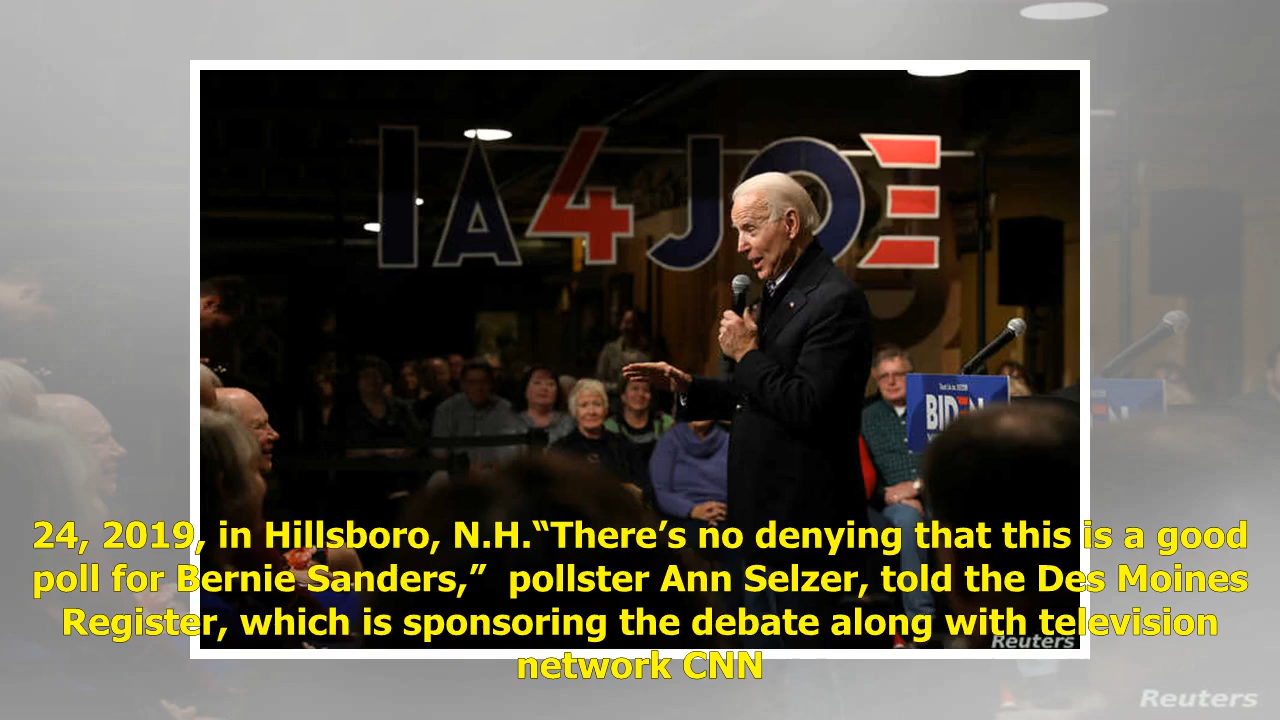 IA4JOE
BIDEN
24, 2019, in Hillsboro, N.H.“There’s no denying that this is a good
poll for Bernie Sanders,”  pollster Ann Selzer, told the Des Moines
Register, which is sponsoring the debate along with television
network CNN
Reuters
Reuters